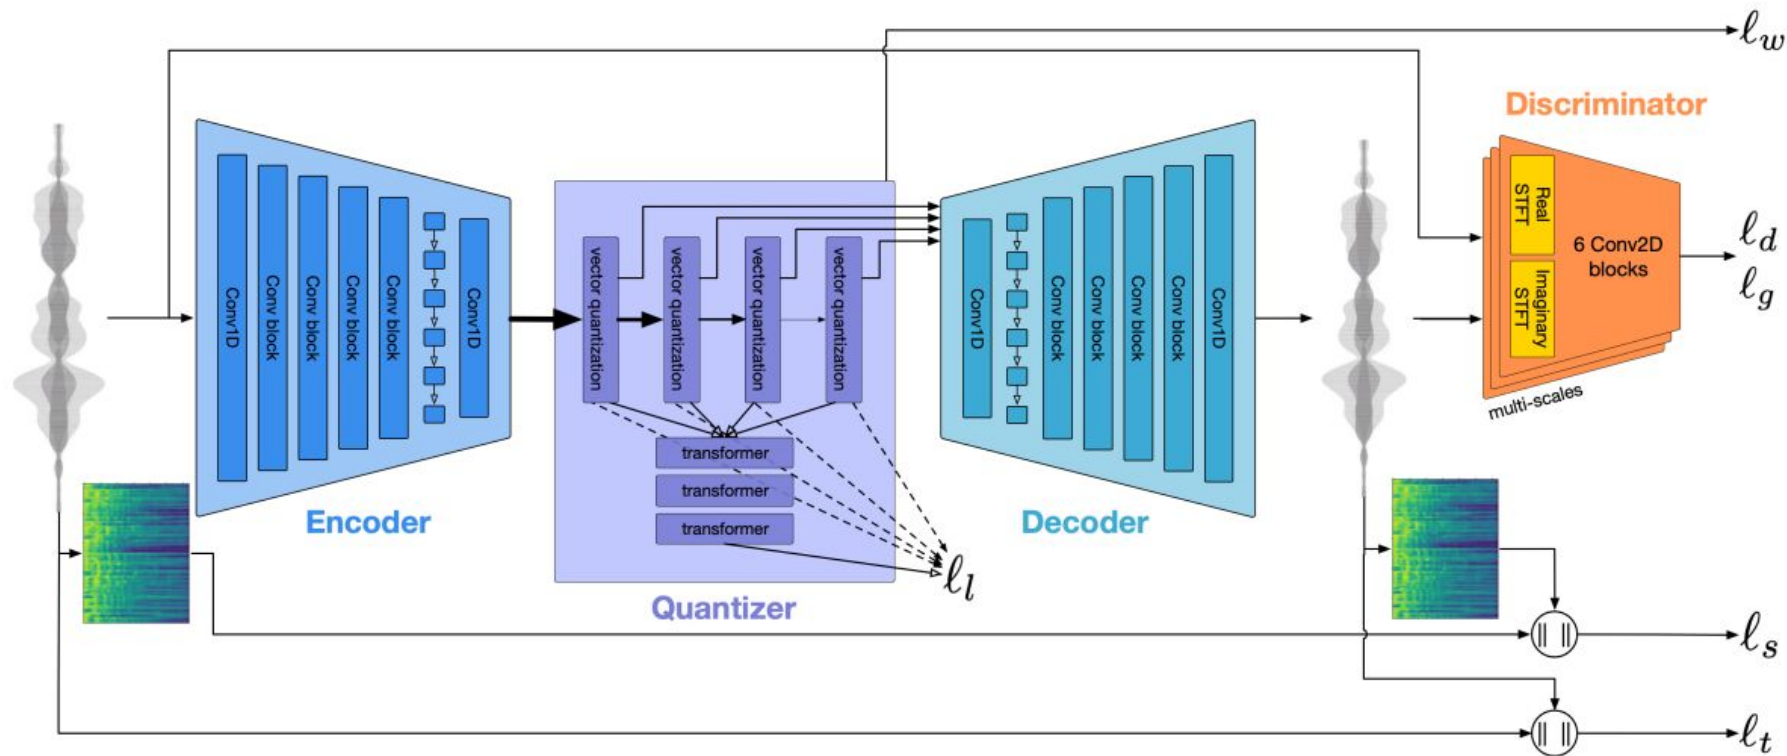 ℓw
Discriminator
Real
STFT
Imaginary
STFT
6 Conv2D
blocks
multi-scales
ℓd
ℓg
Conv1D
Conv block
Conv block
Conv block
Conv block
Conv1D
Encoder
vector quantization
vector quantization
vector quantization
vector quantization
transformer
transformer
transformer
ℓl
Quantizer
Conv1D
Conv block
Conv block
Conv block
Conv block
Conv1D
Decoder
|| ||
ℓs
|| ||
ℓt